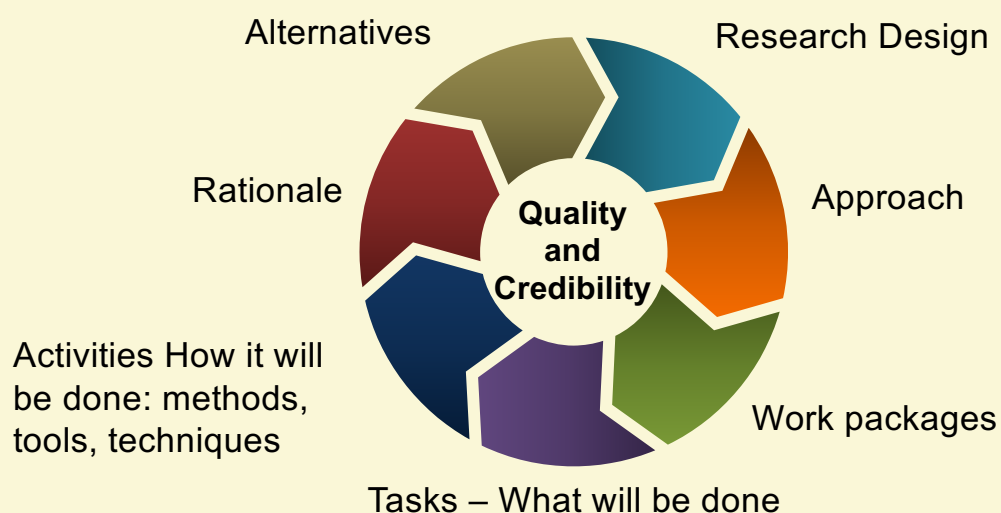 Alternatives
Research Design
Rationale
Quality
and
Credibility
Approach
Activities How it will
be done: methods,
tools, techniques
Work packages
Tasks – What will be done